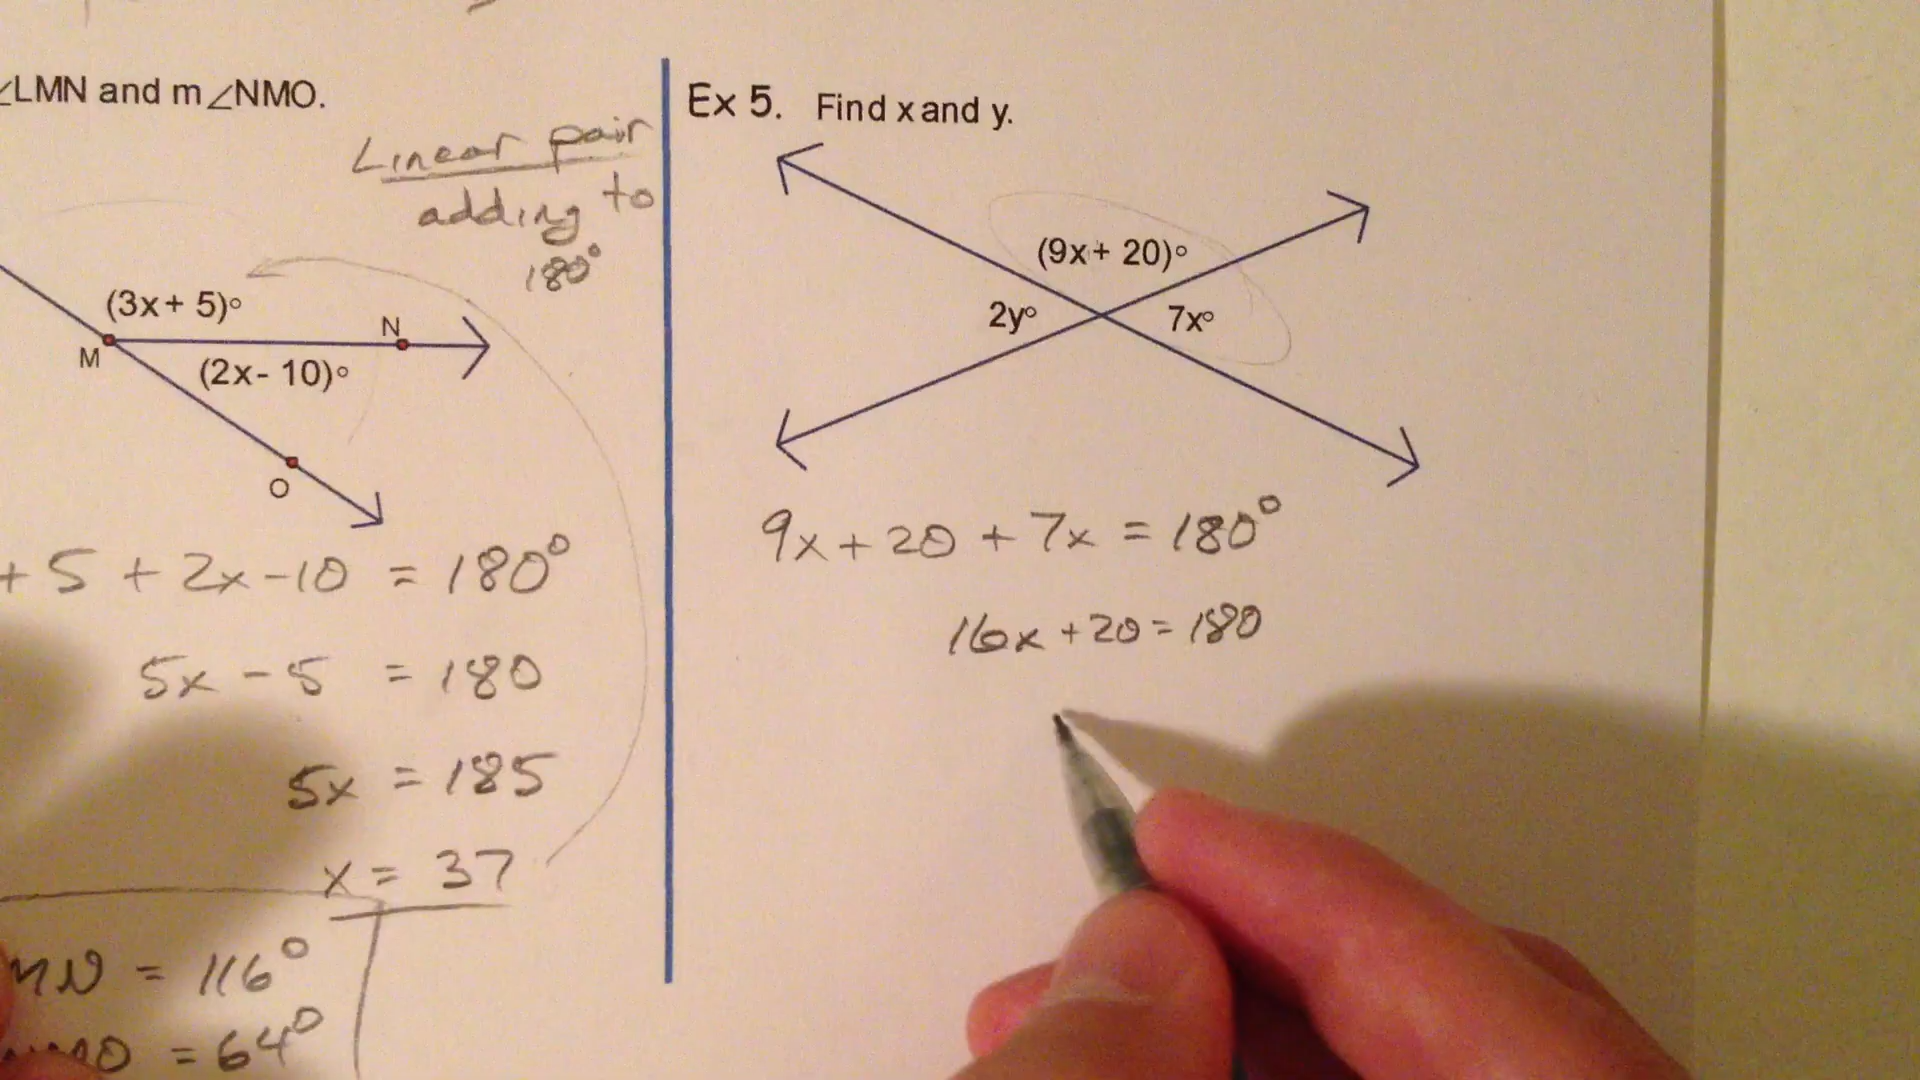 ∠LMN and m∠NMO.
Linear pair
adding to
180°
(3x+ 5)°
N
M
(2x- 10)°
O
+ 5 + 2x - 10 = 180°
5x - 5 = 180
5x = 185
x = 37
MN = 116°
MO = 64°
Ex 5. Find x and y.
(9x+ 20)°
2y°
7x°
9x + 20 + 7x = 180°
16x + 20 = 180